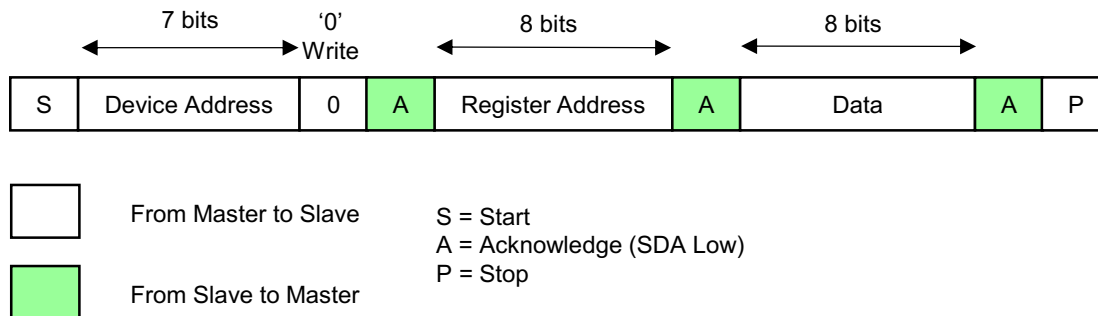 7 bits
‘0’
Write
8 bits
8 bits
S Device Address 0 A Register Address A Data A P
From Master to Slave
S = Start
A = Acknowledge (SDA Low)
P = Stop
From Slave to Master